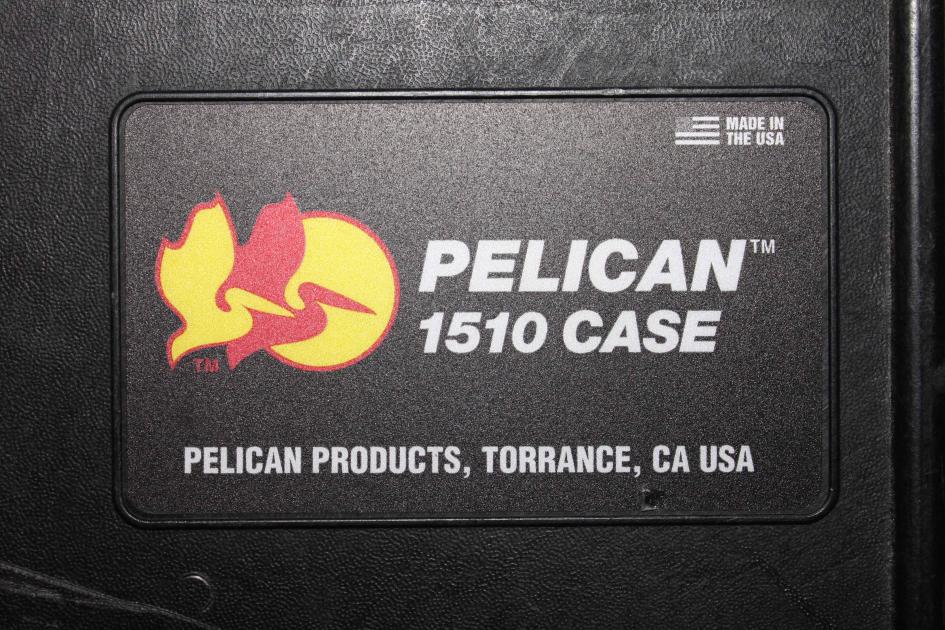 MADE IN
THE USA
PELICAN™
1510 CASE
TM
PELICAN PRODUCTS, TORRANCE, CA USA